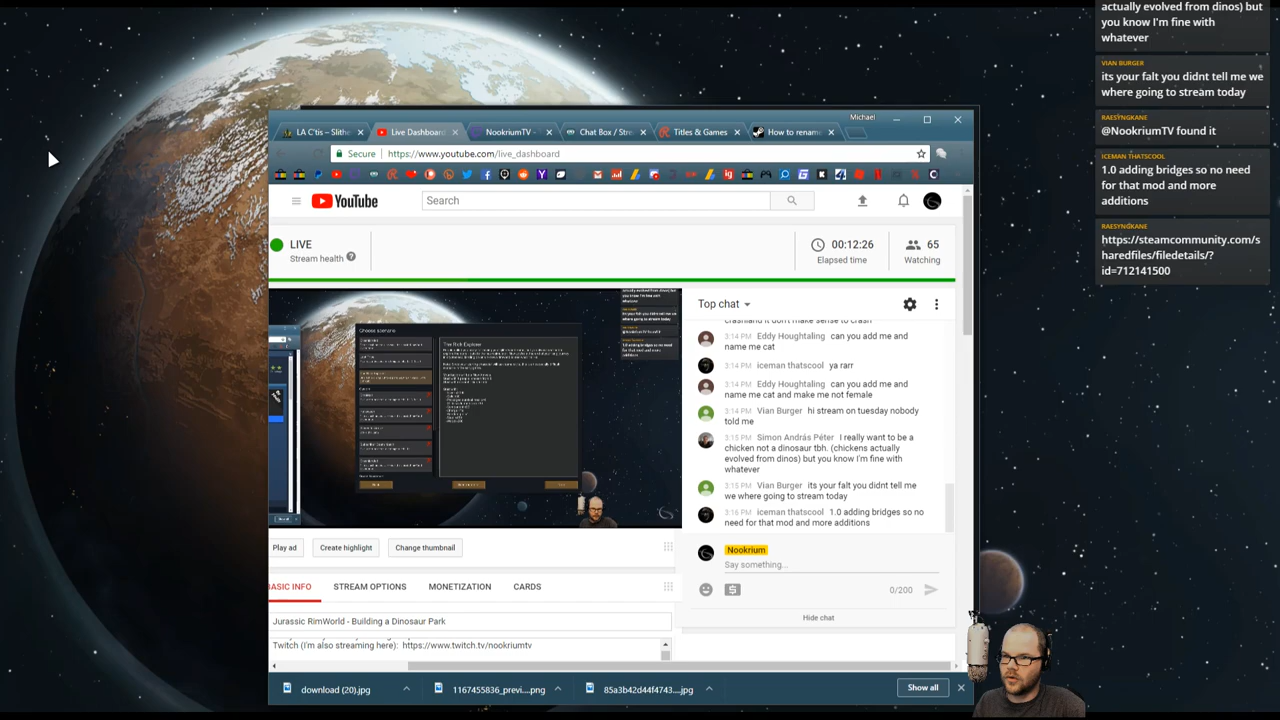 Michael
LA C'tis – Slithe
Live Dashboard
NookriumTV -
Chat Box / Stre
Titles & Games
How to rename
Secure
https://www.youtube.com/live_dashboard
YouTube
Search
LIVE
Stream health
00:12:26
Elapsed time
65
Watching
Choose scenario
The Rich Explorer
Top chat
3:14 PM Eddy Houghtaling can you add me and
name me cat
3:14 PM iceman thatscool ya rarr
3:14 PM Eddy Houghtaling can you add me and
name me cat and make me not female
3:14 PM Vian Burger hi stream on tuesday nobody
told me
3:15 PM Simon András Péter I really want to be a
chicken not a dinosaur tbh. (chickens actually
evolved from dinos) but you know I'm fine with
whatever
3:15 PM Vian Burger its your falt you didnt tell me
we where going to stream today
3:16 PM iceman thatscool 1.0 adding bridges so no
need for that mod and more additions
Nookrium
Say something...
0/200
Hide chat
Play ad
Create highlight
Change thumbnail
BASIC INFO
STREAM OPTIONS
MONETIZATION
CARDS
Jurassic RimWorld - Building a Dinosaur Park
Twitch (I'm also streaming here): https://www.twitch.tv/nookriumtv
download (20).jpg
1167455836_previ....png
85a3b42d44f4743....jpg
Show all
actually evolved from dinos) but
you know I'm fine with
whatever
VIAN BURGER
its your falt you didnt tell me we
where going to stream today
RAESYNGKANE
@NookriumTV found it
ICEMAN THATSCOOL
1.0 adding bridges so no need
for that mod and more
additions
RAESYNGKANE
https://steamcommunity.com/s
haredfiles/filedetails/?
id=712141500